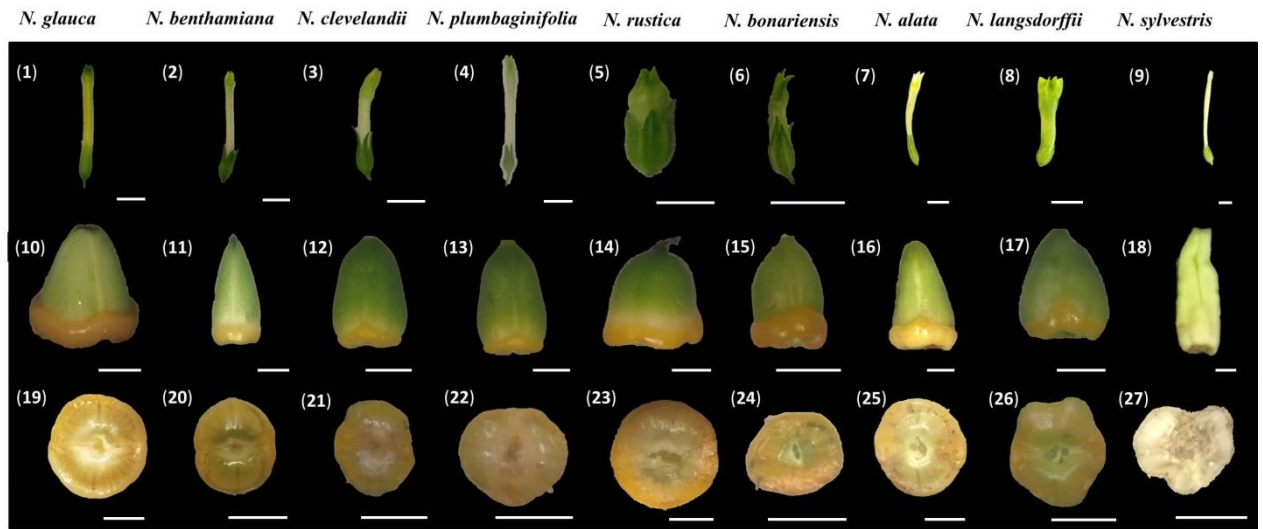 N. glauca N. benthamiana N. clevelandii N. plumbaginifolia N. rustica N. bonariensis N. alata N. langsdorffii N. sylvestris
(1) (2) (3) (4) (5) (6) (7) (8) (9)
(10) (11) (12) (13) (14) (15) (16) (17) (18)
(19) (20) (21) (22) (23) (24) (25) (26) (27)